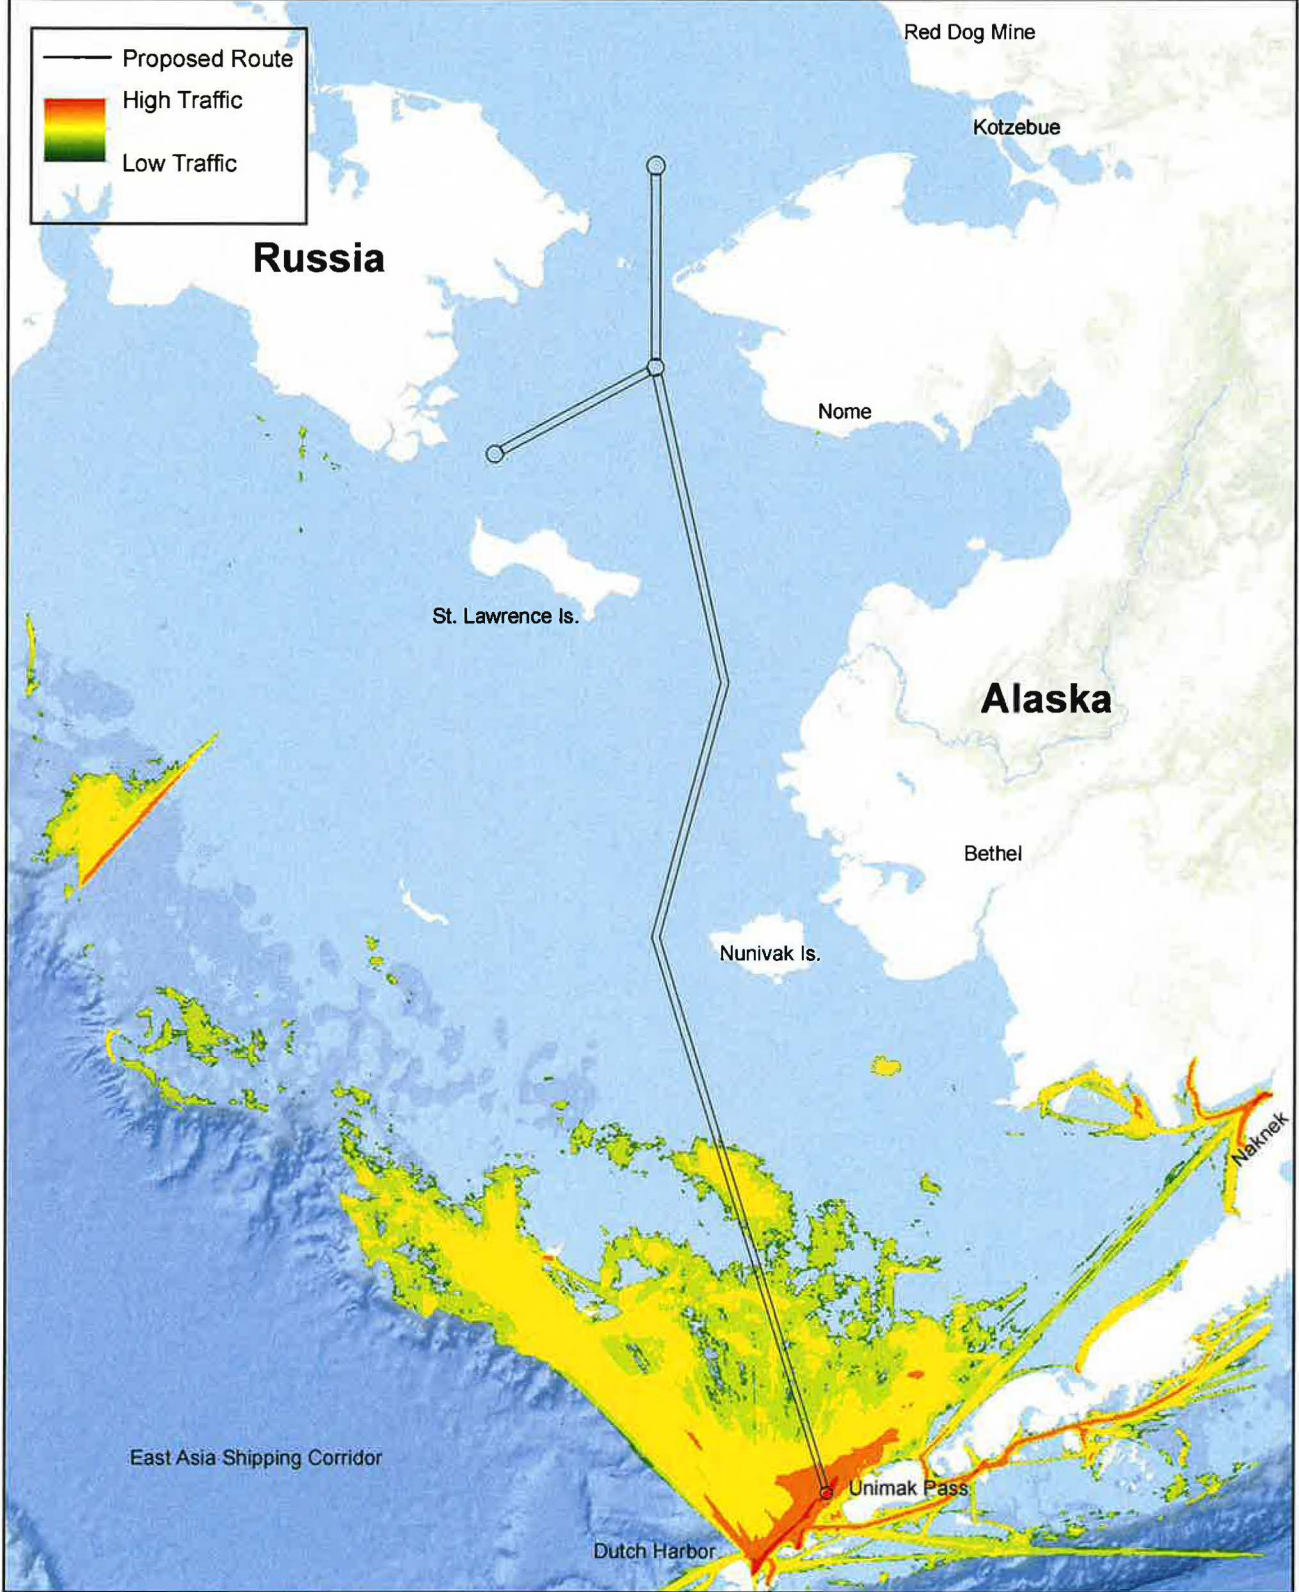 Proposed Route
High Traffic
Low Traffic
Red Dog Mine
Kotzebue
Russia
Nome
St. Lawrence Is.
Alaska
Bethel
Nunivak Is.
Naknek
East Asia Shipping Corridor
Unimak Pass
Dutch Harbor